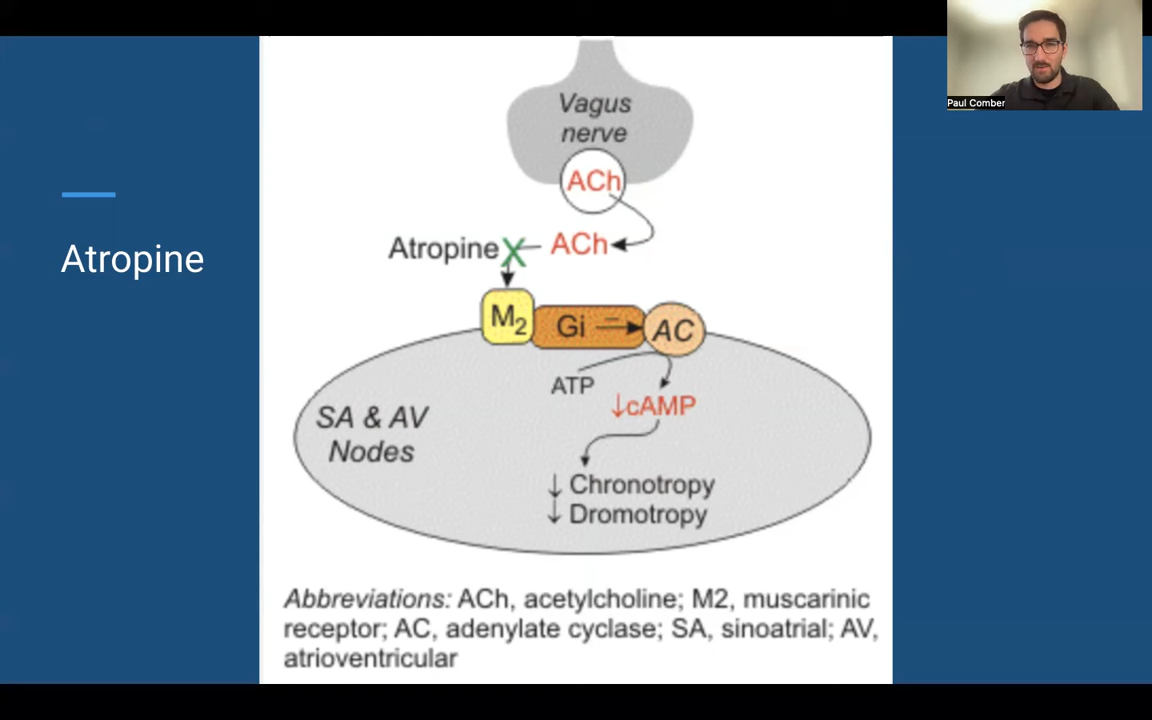 Paul Comber
Atropine
Vagus
nerve
ACh
Atropine X ACh
M2
Gi
AC
ATP
↓cAMP
SA & AV
Nodes
↓ Chronotropy
↓ Dromotropy
Abbreviations: ACh, acetylcholine; M2, muscarinic
receptor; AC, adenylate cyclase; SA, sinoatrial; AV,
atrioventricular